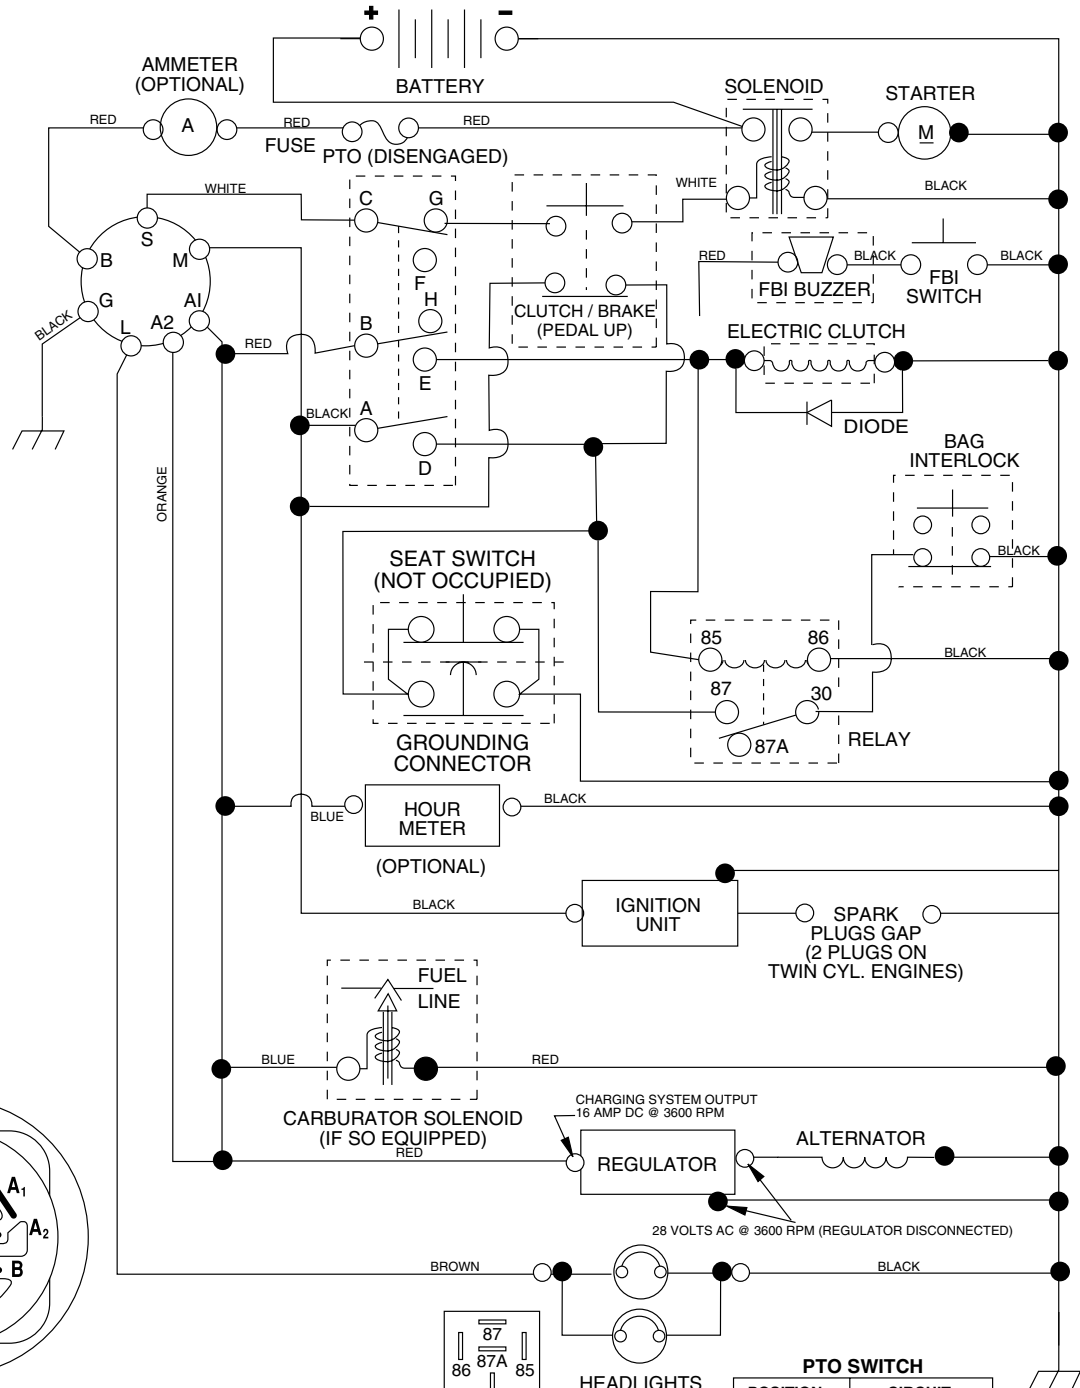 + -
BATTERY
AMMETER
(OPTIONAL)
SOLENOID
STARTER
RED
A
RED
FUSE
PTO (DISENGAGED)
RED
M
WHITE
C
G
WHITE
BLACK
S
M
B
G
L
A2
AI
F
H
CLUTCH / BRAKE
(PEDAL UP)
RED
BLACK
BLACK
FBI BUZZER
FBI
SWITCH
BLACK
RED
B
E
ELECTRIC CLUTCH
DIODE
BLACK
A
D
BAG
INTERLOCK
BLACK
ORANGE
SEAT SWITCH
(NOT OCCUPIED)
GROUNDING
CONNECTOR
85
86
BLACK
87
30
87A
RELAY
BLUE
HOUR
METER
BLACK
(OPTIONAL)
BLACK
IGNITION
UNIT
SPARK
PLUGS GAP
(2 PLUGS ON
TWIN CYL. ENGINES)
FUEL
LINE
BLUE
RED
CARBURATOR SOLENOID
(IF SO EQUIPPED)
CHARGING SYSTEM OUTPUT
16 AMP DC @ 3600 RPM
RED
REGULATOR
ALTERNATOR
28 VOLTS AC @ 3600 RPM (REGULATOR DISCONNECTED)
A1
A2
B
BROWN
BLACK
87
86
87A
85
HEADLIGHTS
PTO SWITCH
POSITION
CIRCUIT